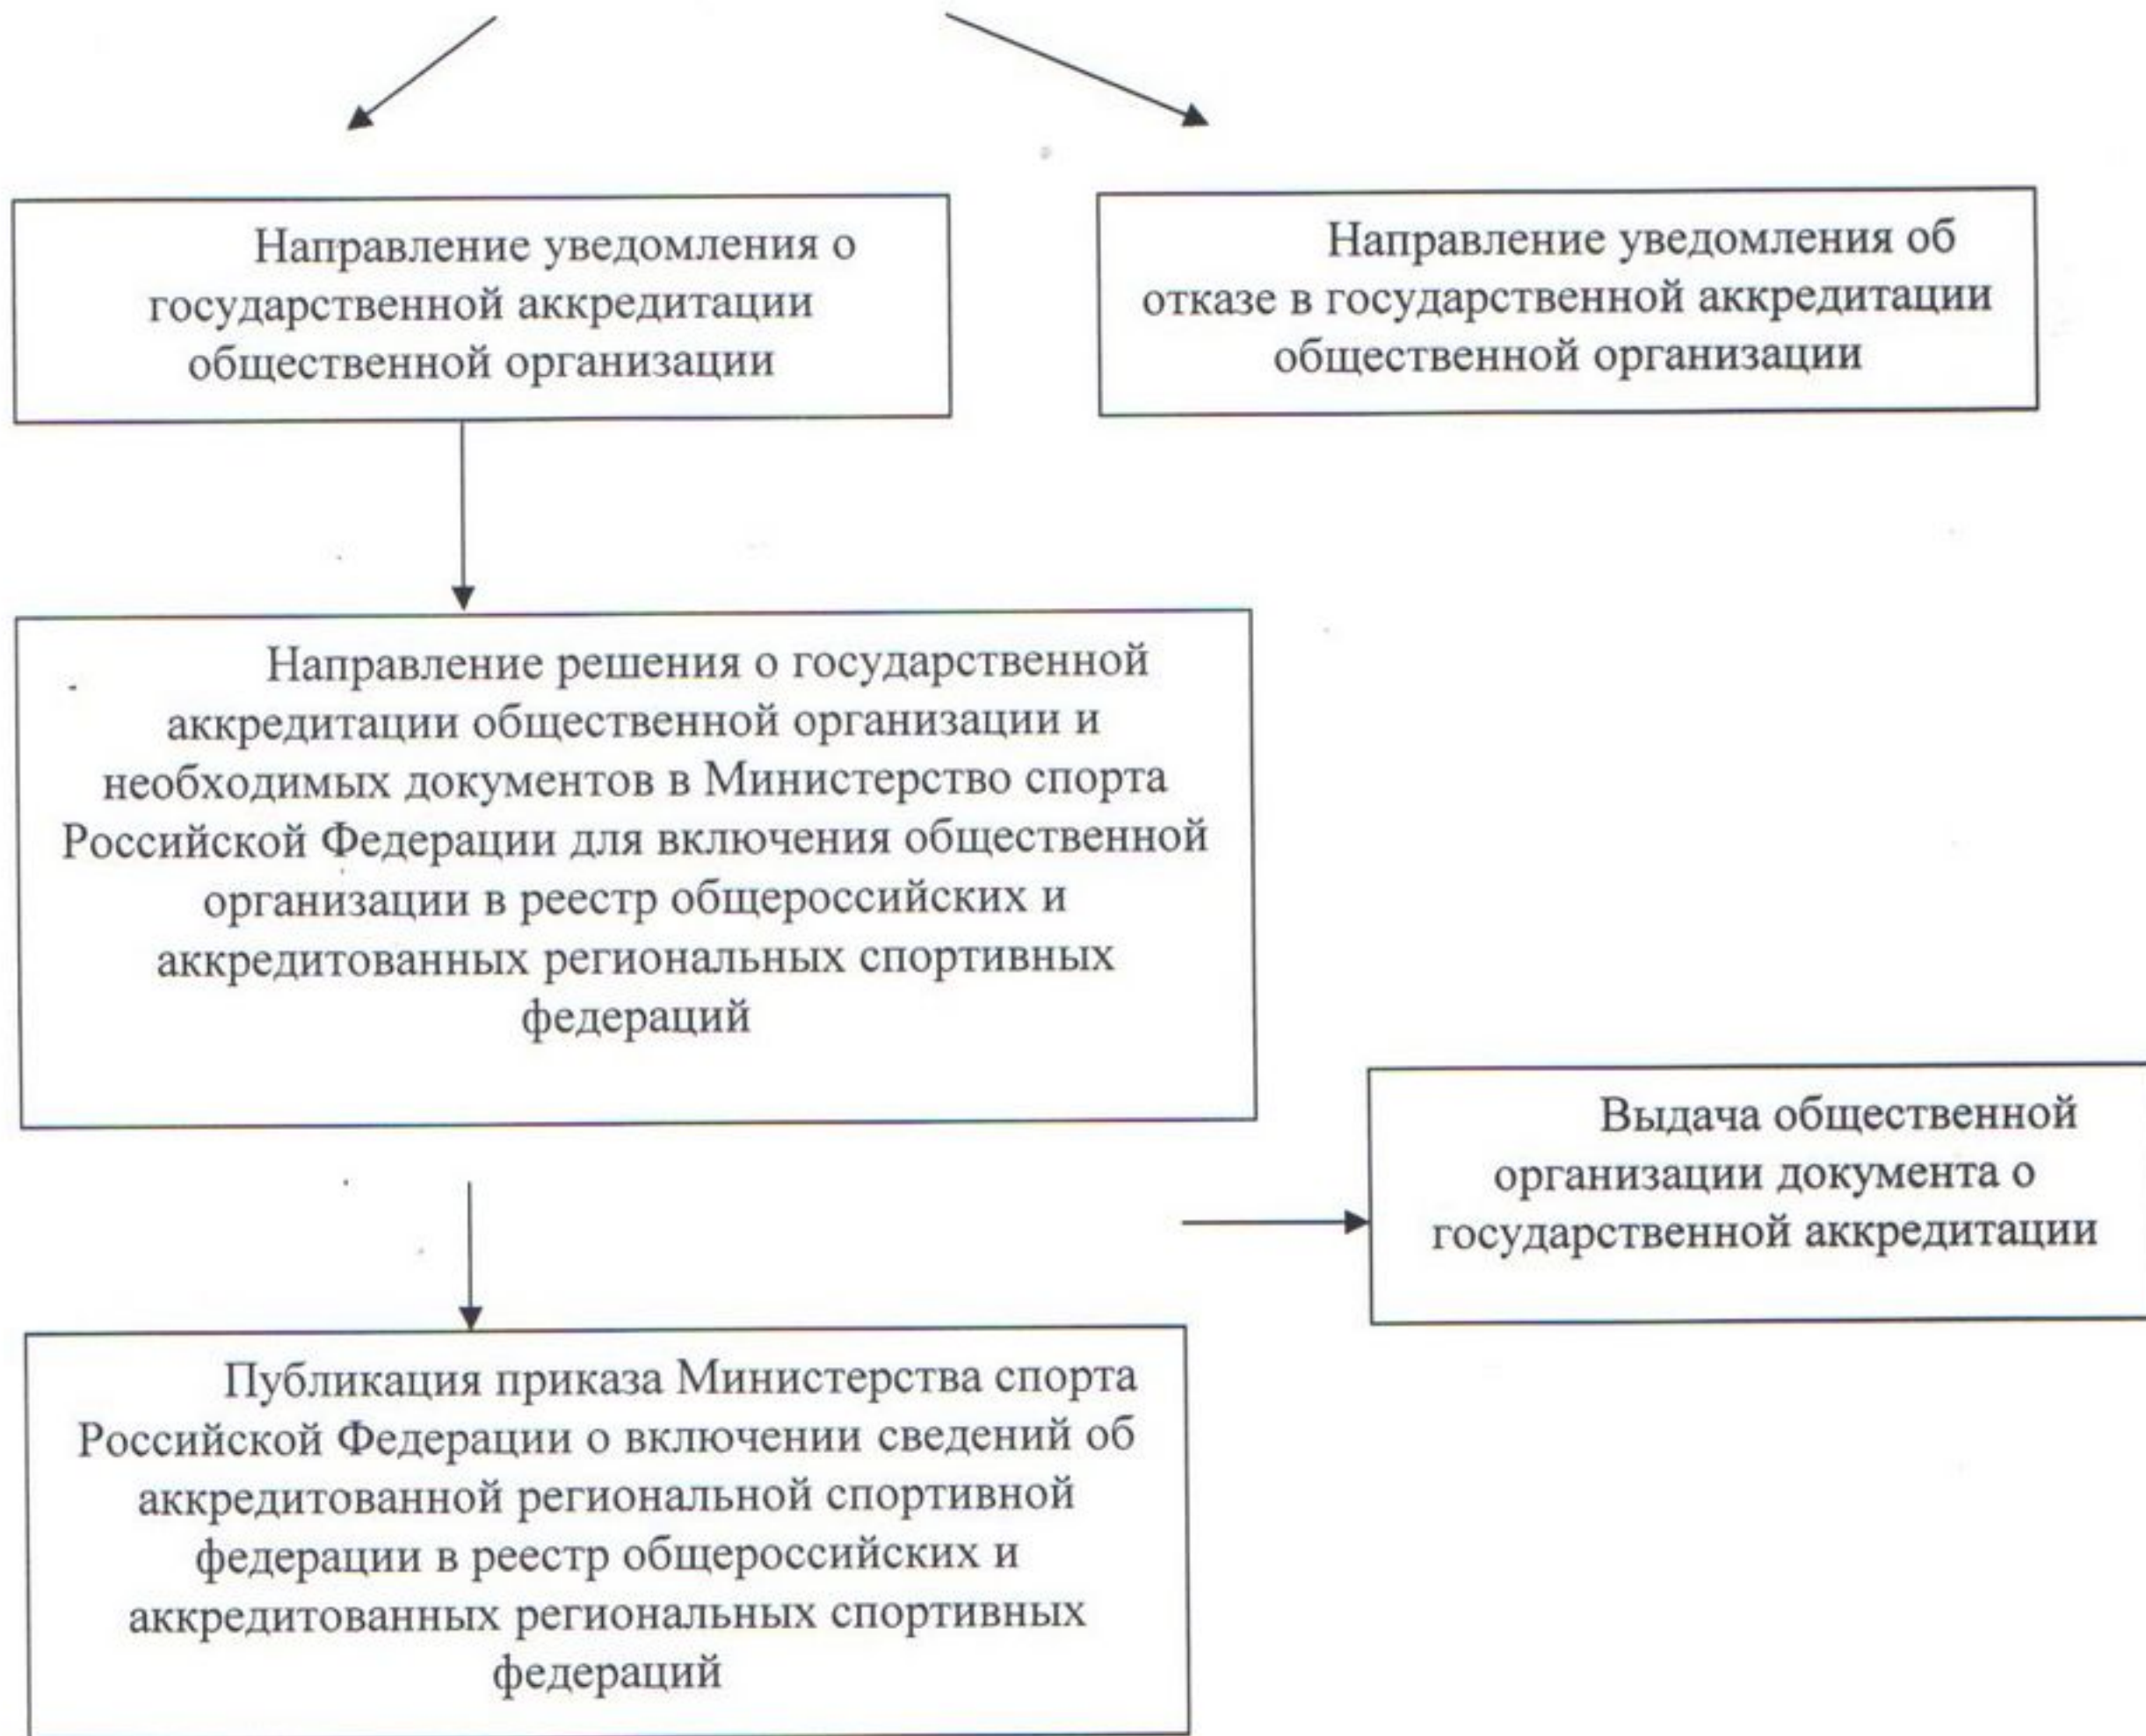 Направление уведомления о
государственной аккредитации
общественной организации
Направление уведомления об
отказе в государственной аккредитации
общественной организации
Направление решения о государственной
аккредитации общественной организации и
необходимых документов в Министерство спорта
Российской Федерации для включения общественной
организации в реестр общероссийских и
аккредитованных региональных спортивных
федераций
Выдача общественной
организации документа о
государственной аккредитации
Публикация приказа Министерства спорта
Российской Федерации о включении сведений об
аккредитованной региональной спортивной
федерации в реестр общероссийских и
аккредитованных региональных спортивных
федераций